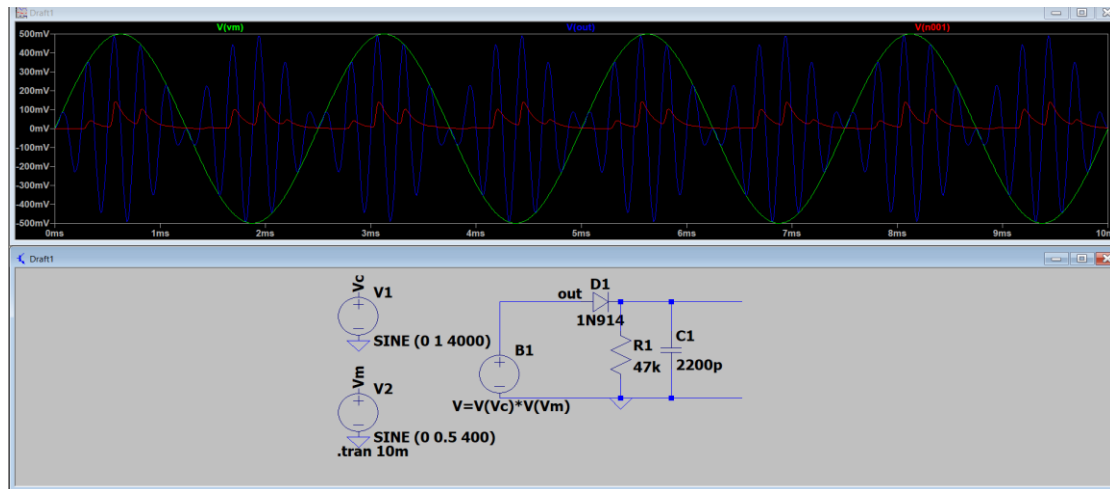 Draft1
V(vm) V(out) V(n001)
500mV
400mV
300mV
200mV
100mV
0mV
-100mV
-200mV
-300mV
-400mV
-500mV
0ms 1ms 2ms 3ms 4ms 5ms 6ms 7ms 8ms 9ms 10m
Draft1
Vc
V1
SINE (0 1 4000)
Vm
V2
SINE (0 0.5 400)
.tran 10m
B1
V=V(Vc)*V(Vm)
out
D1
1N914
R1
47k
C1
2200p